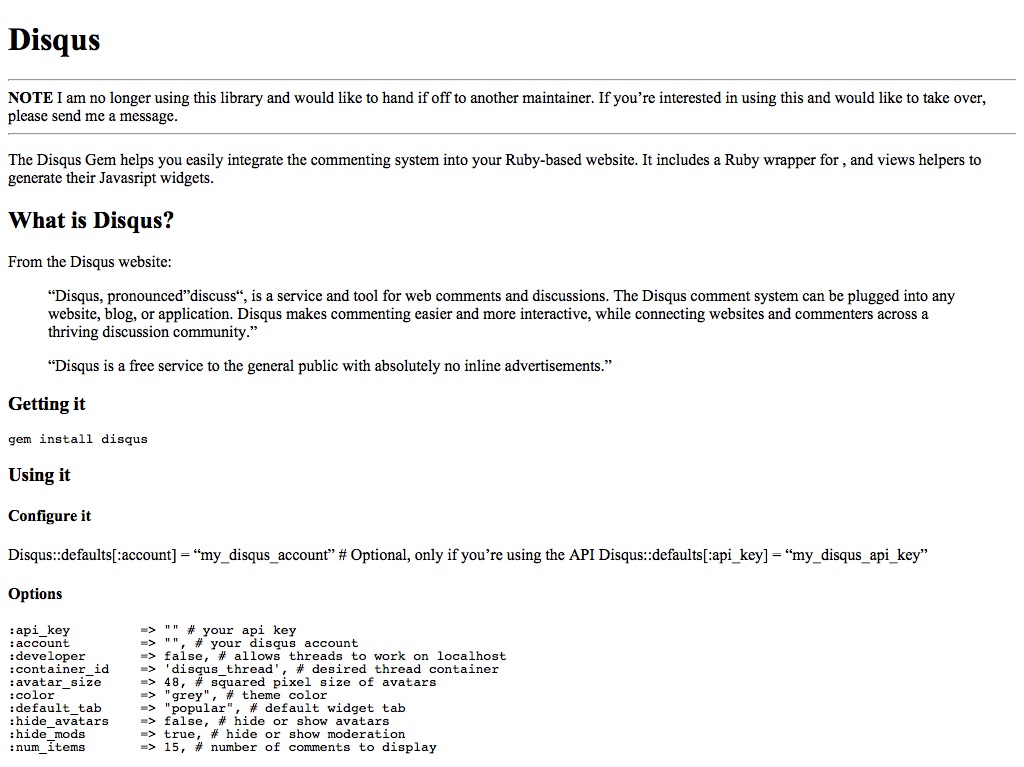 Disqus
NOTE I am no longer using this library and would like to hand if off to another maintainer. If you’re interested in using this and would like to take over,
please send me a message.
The Disqus Gem helps you easily integrate the commenting system into your Ruby-based website. It includes a Ruby wrapper for , and views helpers to
generate their Javasript widgets.
What is Disqus?
From the Disqus website:
“Disqus, pronounced”discuss“, is a service and tool for web comments and discussions. The Disqus comment system can be plugged into any
website, blog, or application. Disqus makes commenting easier and more interactive, while connecting websites and commenters across a
thriving discussion community.”
“Disqus is a free service to the general public with absolutely no inline advertisements.”
Getting it
gem install disqus
Using it
Configure it
Disqus::defaults[:account] = “my_disqus_account” # Optional, only if you’re using the API Disqus::defaults[:api_key] = “my_disqus_api_key”
Options
:api_key         => "" # your api key
:account         => "", # your disqus account
:developer       => false, # allows threads to work on localhost
:container_id    => 'disqus_thread', # desired thread container
:avatar_size     => 48, # squared pixel size of avatars
:color           => "grey", # theme color
:default_tab     => "popular", # default widget tab
:hide_avatars    => false, # hide or show avatars
:hide_mods       => true, # hide or show moderation
:num_items       => 15, # number of comments to display